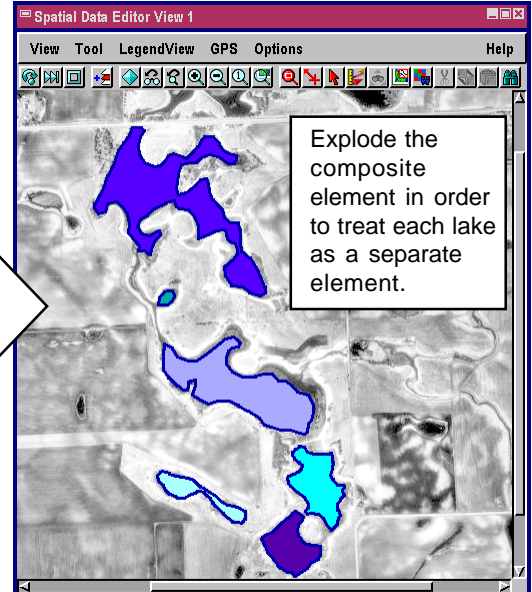 Spatial Data Editor View 1
View Tool LegendView GPS Options Help
Explode the
composite
element in order
to treat each lake
as a separate
element.